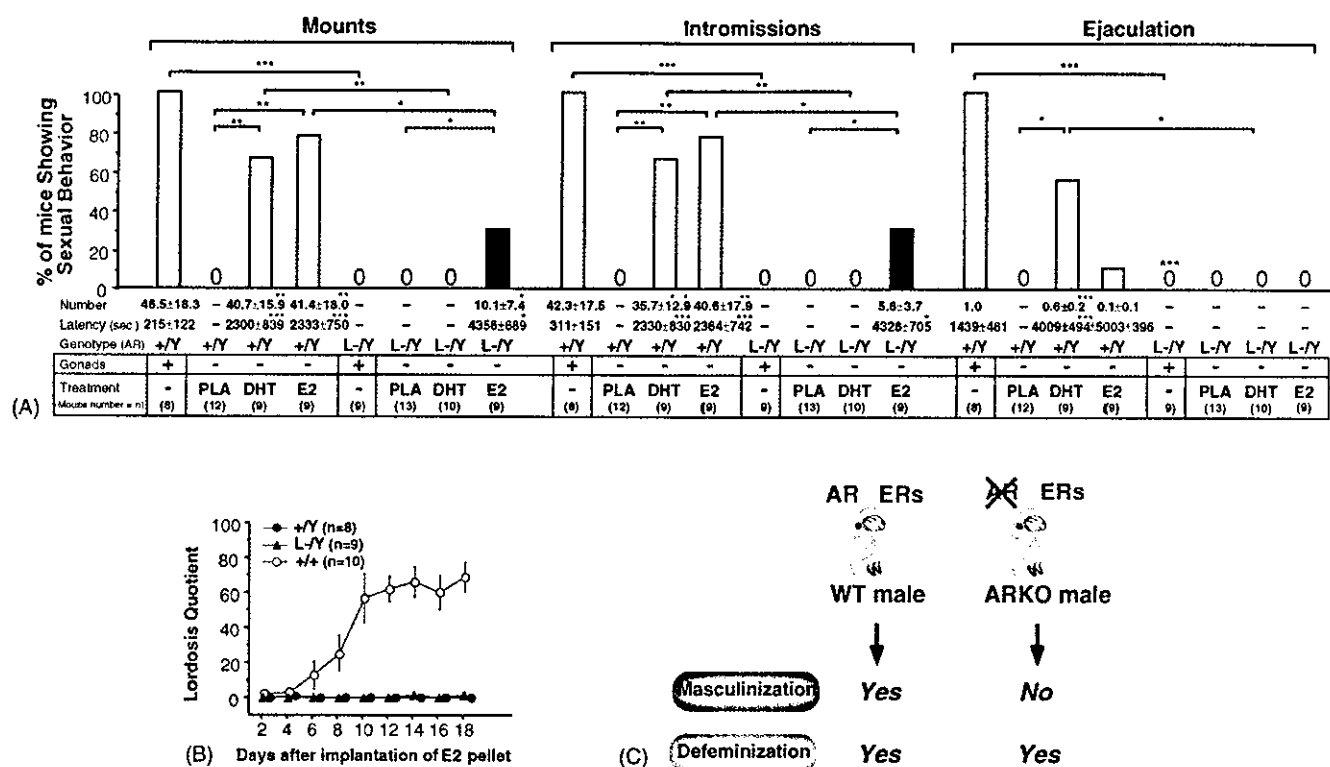 Mounts Intromissions Ejaculation
*** *** ***
** **
** * ** * * *
** * ** *
% of mice Showing Sexual Behavior
100
80
60
40
20
0
0 0 0 0 0 0 0 0 0 0 0 0 0
***
Number 46.5±18.3 - 40.7±15.9 41.4±18.0 - - - 10.1±7.4 42.3±17.5 - 35.7±12.9 40.6±17.9 - - - 5.6±3.7 1.0 - 0.6±0.2 0.1±0.1 - - - -
Latency (sec) 215±122 - 2300±839 2333±750 - - - 4356±689 311±151 - 2330±830 2364±742 - - - 4326±705 1439±461 - 4009±494 5003±396 - - - -
Genotype (AR) +/Y +/Y +/Y +/Y L-/Y L-/Y L-/Y L-/Y +/Y +/Y +/Y +/Y L-/Y L-/Y L-/Y L-/Y +/Y +/Y +/Y +/Y L-/Y L-/Y L-/Y L-/Y
Gonads + - - - + - - - + - - - + - - - + - - - + - - -
Treatment - PLA DHT E2 - PLA DHT E2 - PLA DHT E2 - PLA DHT E2 - PLA DHT E2 - PLA DHT E2
(8) (12) (9) (9) (9) (13) (10) (9) (8) (12) (9) (9) 9) (13) (10) (9) (8) (12) (9) (9) 9) (13) (10) (9)
(A)
Lordosis Quotient
100
80
60
40
20
0
+/Y (n=8)
L-/Y (n=9)
+/+ (n=10)
2 4 6 8 10 12 14 16 18
Days after implantation of E2 pellet
(B)
AR ERs AR ERs
WT male ARKO male
Masculinization Yes No
Defeminization Yes Yes
(C)